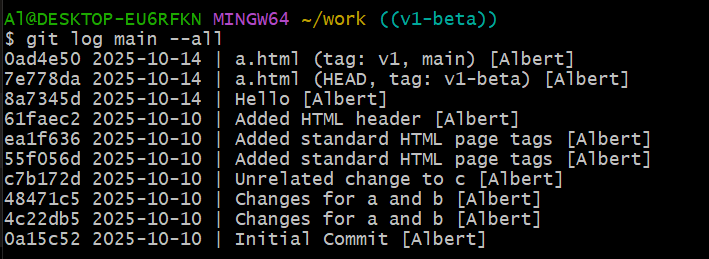 Al@DESKTOP-EU6RFKN MINGW64 ~/work ((v1-beta))
$ git log main --all
0ad4e50 2025-10-14 | a.html (tag: v1, main) [Albert]
7e778da 2025-10-14 | a.html (HEAD, tag: v1-beta) [Albert]
8a7345d 2025-10-14 | Hello [Albert]
61faec2 2025-10-10 | Added HTML header [Albert]
ea1f636 2025-10-10 | Added standard HTML page tags [Albert]
55f056d 2025-10-10 | Added standard HTML page tags [Albert]
c7b172d 2025-10-10 | Unrelated change to c [Albert]
48471c5 2025-10-10 | Changes for a and b [Albert]
4c22db5 2025-10-10 | Changes for a and b [Albert]
0a15c52 2025-10-10 | Initial Commit [Albert]